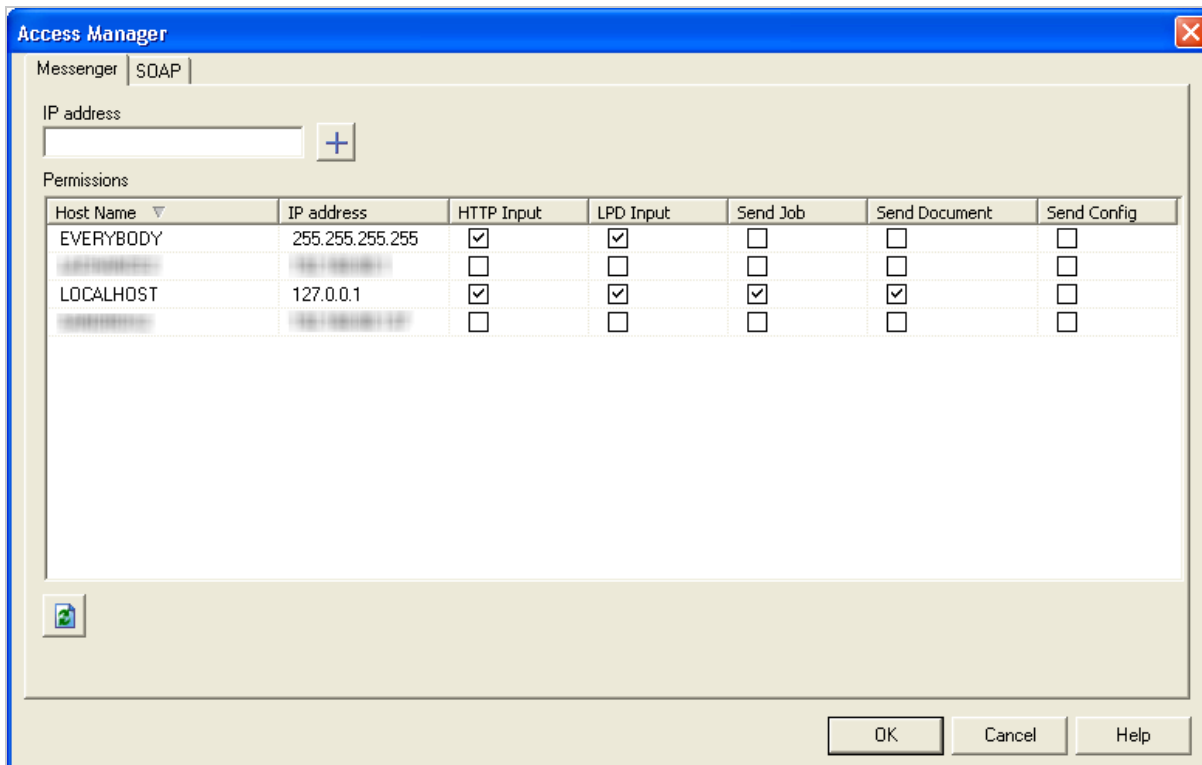 Access Manager
Messenger SOAP
IP address
Permissions
Host Name IP address HTTP Input LPD Input Send Job Send Document Send Config
EVERYBODY 255.255.255.255
LOCALHOST 127.0.0.1
OK Cancel Help